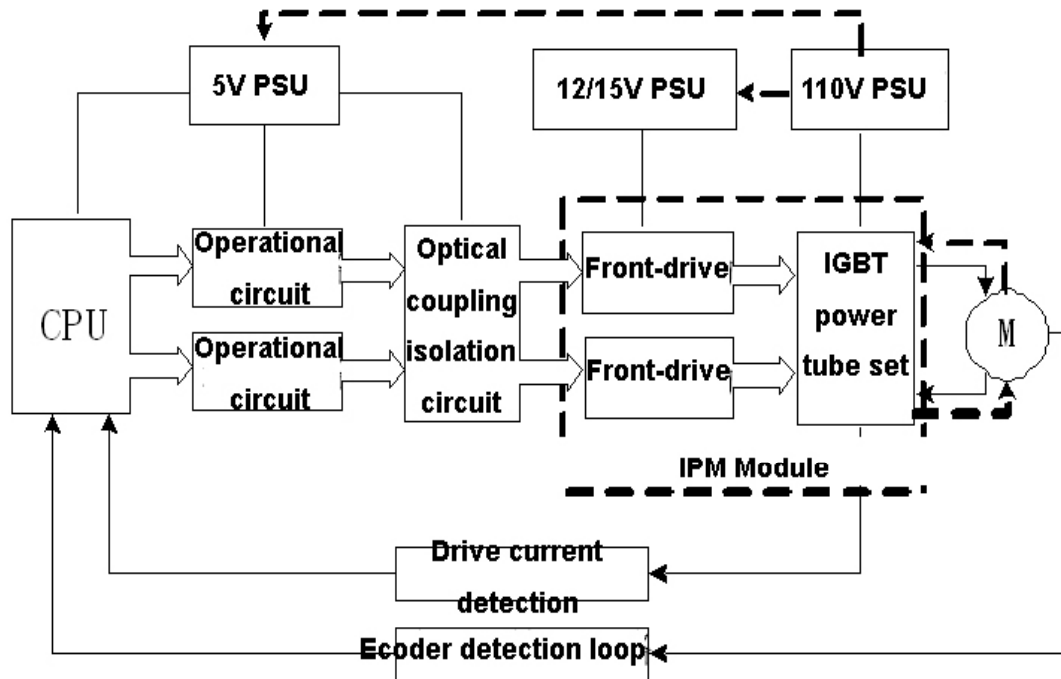 5V PSU
12/15V PSU
110V PSU
CPU
Operational
circuit
Operational
circuit
Optical
coupling
isolation
circuit
Front-drive
Front-drive
IGBT
power
tube set
M
IPM Module
Drive current
detection
Ecoder detection loop